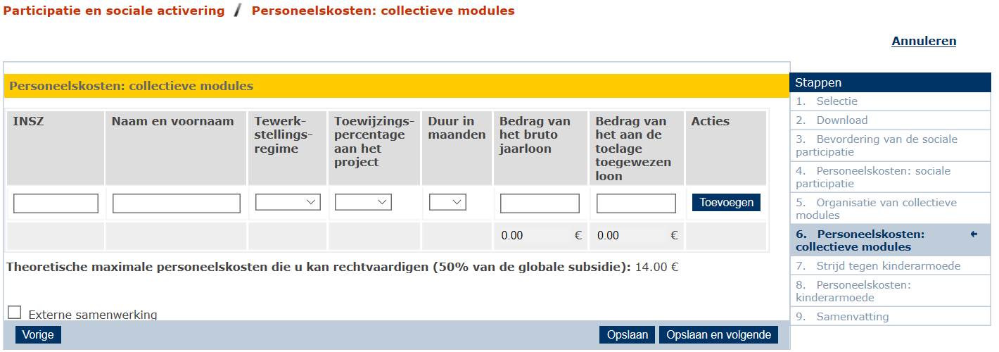 Participatie en sociale activering / Personeelskosten: collectieve modules
Annuleren
Personeelskosten: collectieve modules
INSZ
Naam en voornaam
Tewerk-
stellings-
regime
Toewijzings-
percentage
aan het
project
Duur in
maanden
Bedrag van
het bruto
jaarloon
Bedrag van
het aan de
toelage
toegewezen
loon
Acties
Toevoegen
0.00 €
0.00 €
Theoretische maximale personeelskosten die u kan rechtvaardigen (50% van de globale subsidie): 14.00 €
Externe samenwerking
Vorige
Opslaan
Opslaan en volgende
Stappen
1. Selectie
2. Download
3. Bevordering van de sociale
participatie
4. Personeelskosten: sociale
participatie
5. Organisatie van collectieve
modules
6. Personeelskosten:
collectieve modules
7. Strijd tegen kinderarmoede
8. Personeelskosten:
kinderarmoede
9. Samenvatting